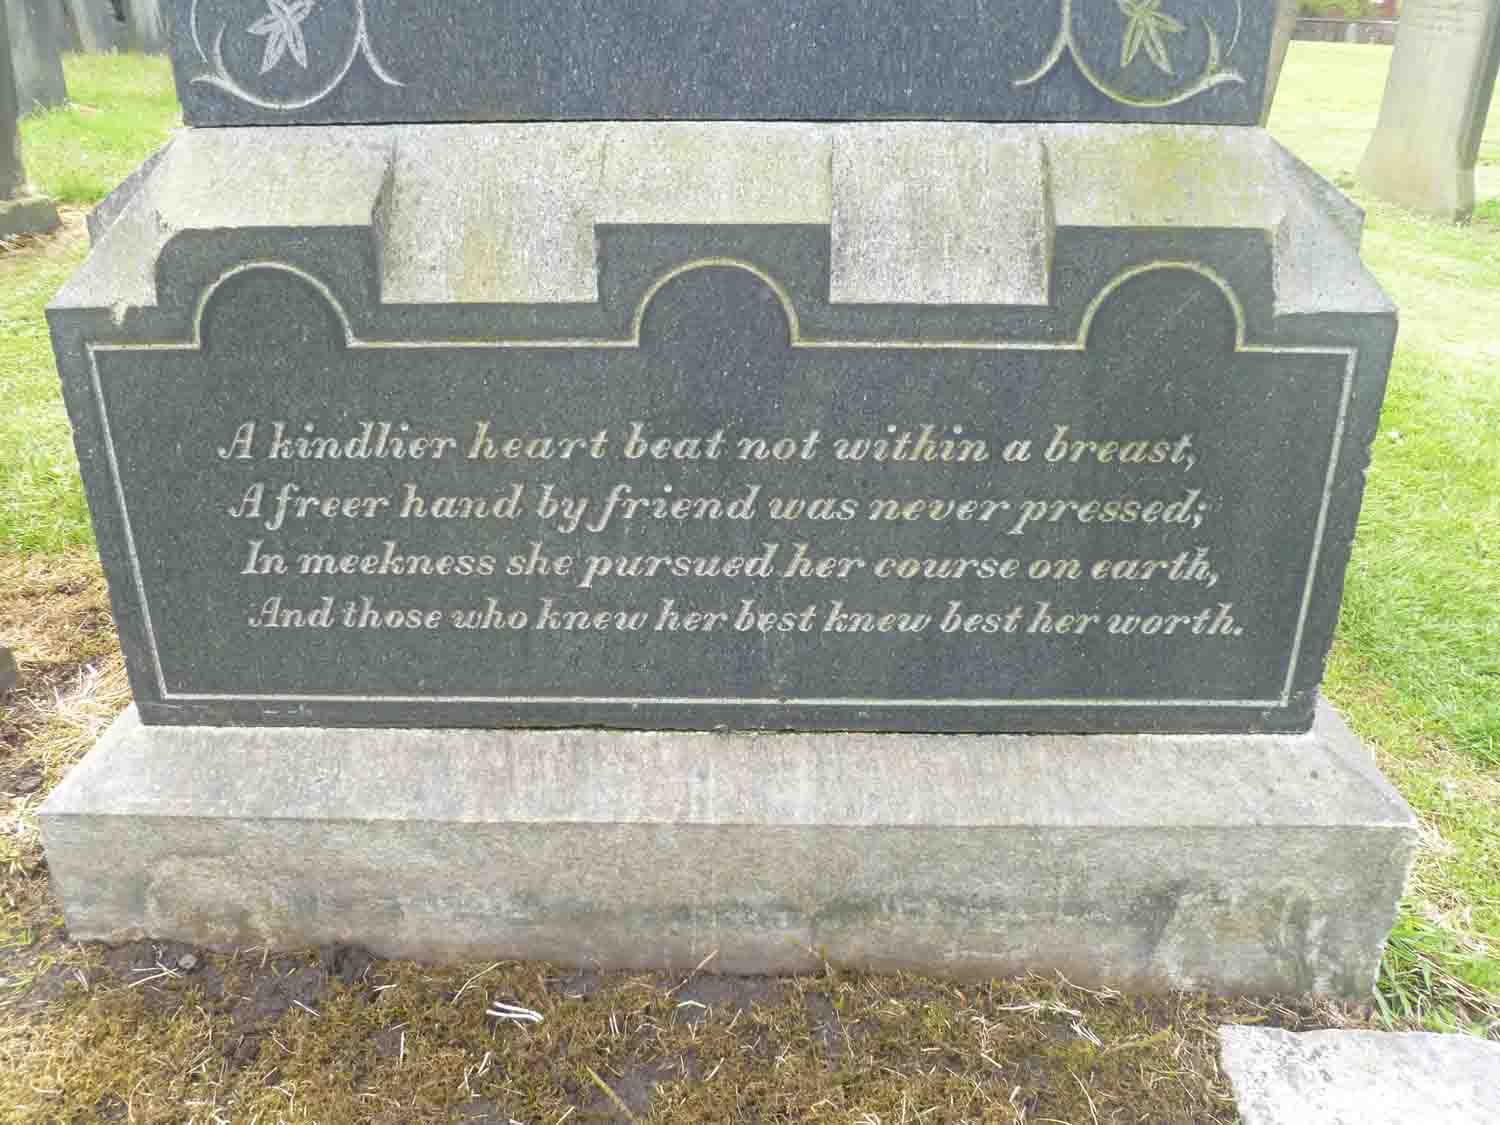 A kindlier heart beat not within a breast,
A freer hand by friend was never pressed;
In meekness she pursued her course on earth,
And those who knew her best knew best her worth.